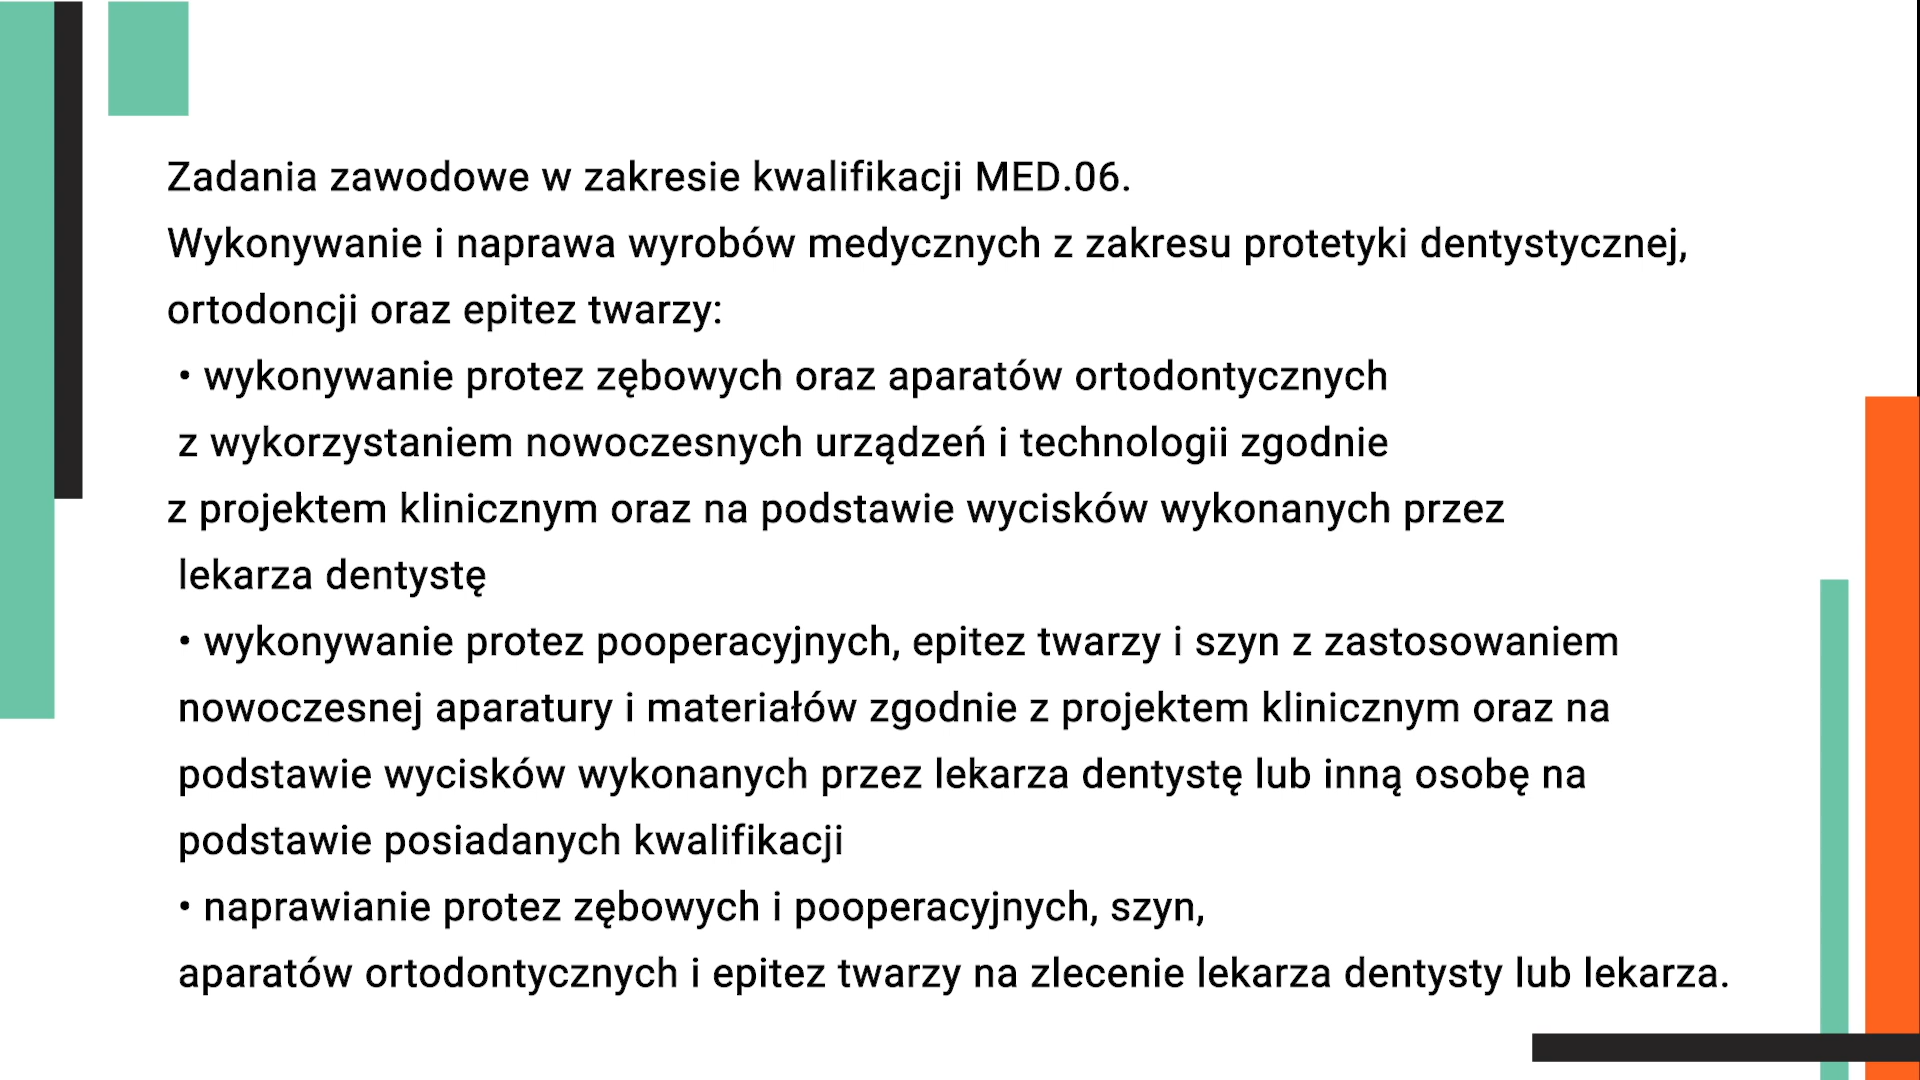 Zadania zawodowe w zakresie kwalifikacji MED.06.
Wykonywanie i naprawa wyrobów medycznych z zakresu protetyki dentystycznej,
ortodoncji oraz epitez twarzy:
• wykonywanie protez zębowych oraz aparatów ortodontycznych
z wykorzystaniem nowoczesnych urządzeń i technologii zgodnie
z projektem klinicznym oraz na podstawie wycisków wykonanych przez
lekarza dentystę
• wykonywanie protez pooperacyjnych, epitez twarzy i szyn z zastosowaniem
nowoczesnej aparatury i materiałów zgodnie z projektem klinicznym oraz na
podstawie wycisków wykonanych przez lekarza dentystę lub inną osobę na
podstawie posiadanych kwalifikacji
• naprawianie protez zębowych i pooperacyjnych, szyn,
aparatów ortodontycznych i epitez twarzy na zlecenie lekarza dentysty lub lekarza.